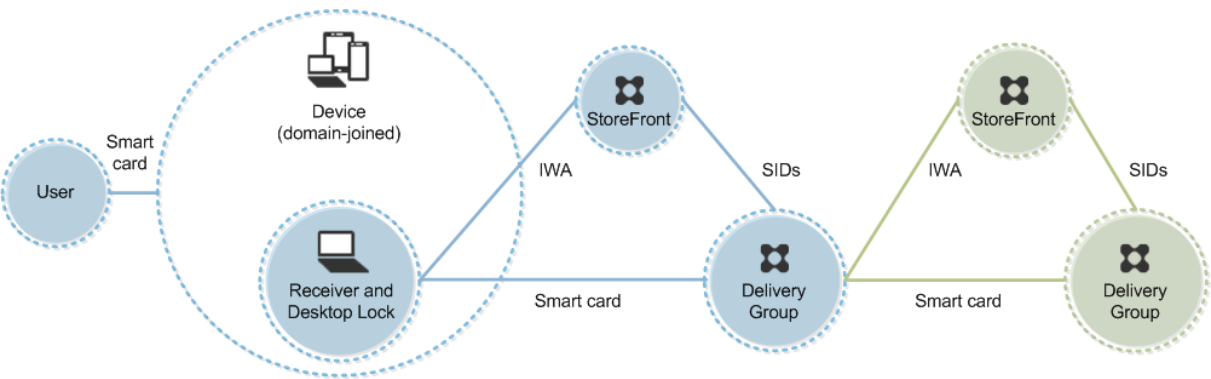 User
Smart
card
Device
(domain-joined)
Receiver and
Desktop Lock
IWA
StoreFront
SIDs
Smart card
Delivery
Group
IWA
StoreFront
SIDs
Smart card
Delivery
Group